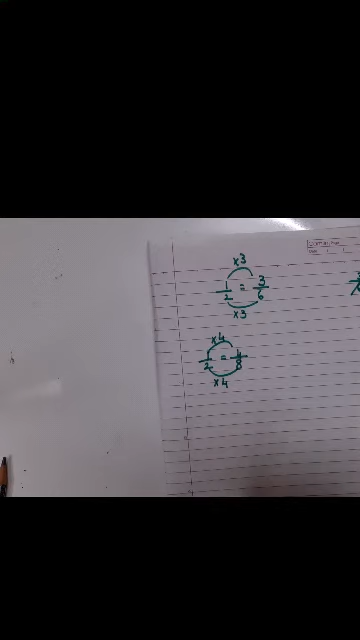 ×3
1/2 = 3/6
×3
×4
1/2 = 4/8
×4